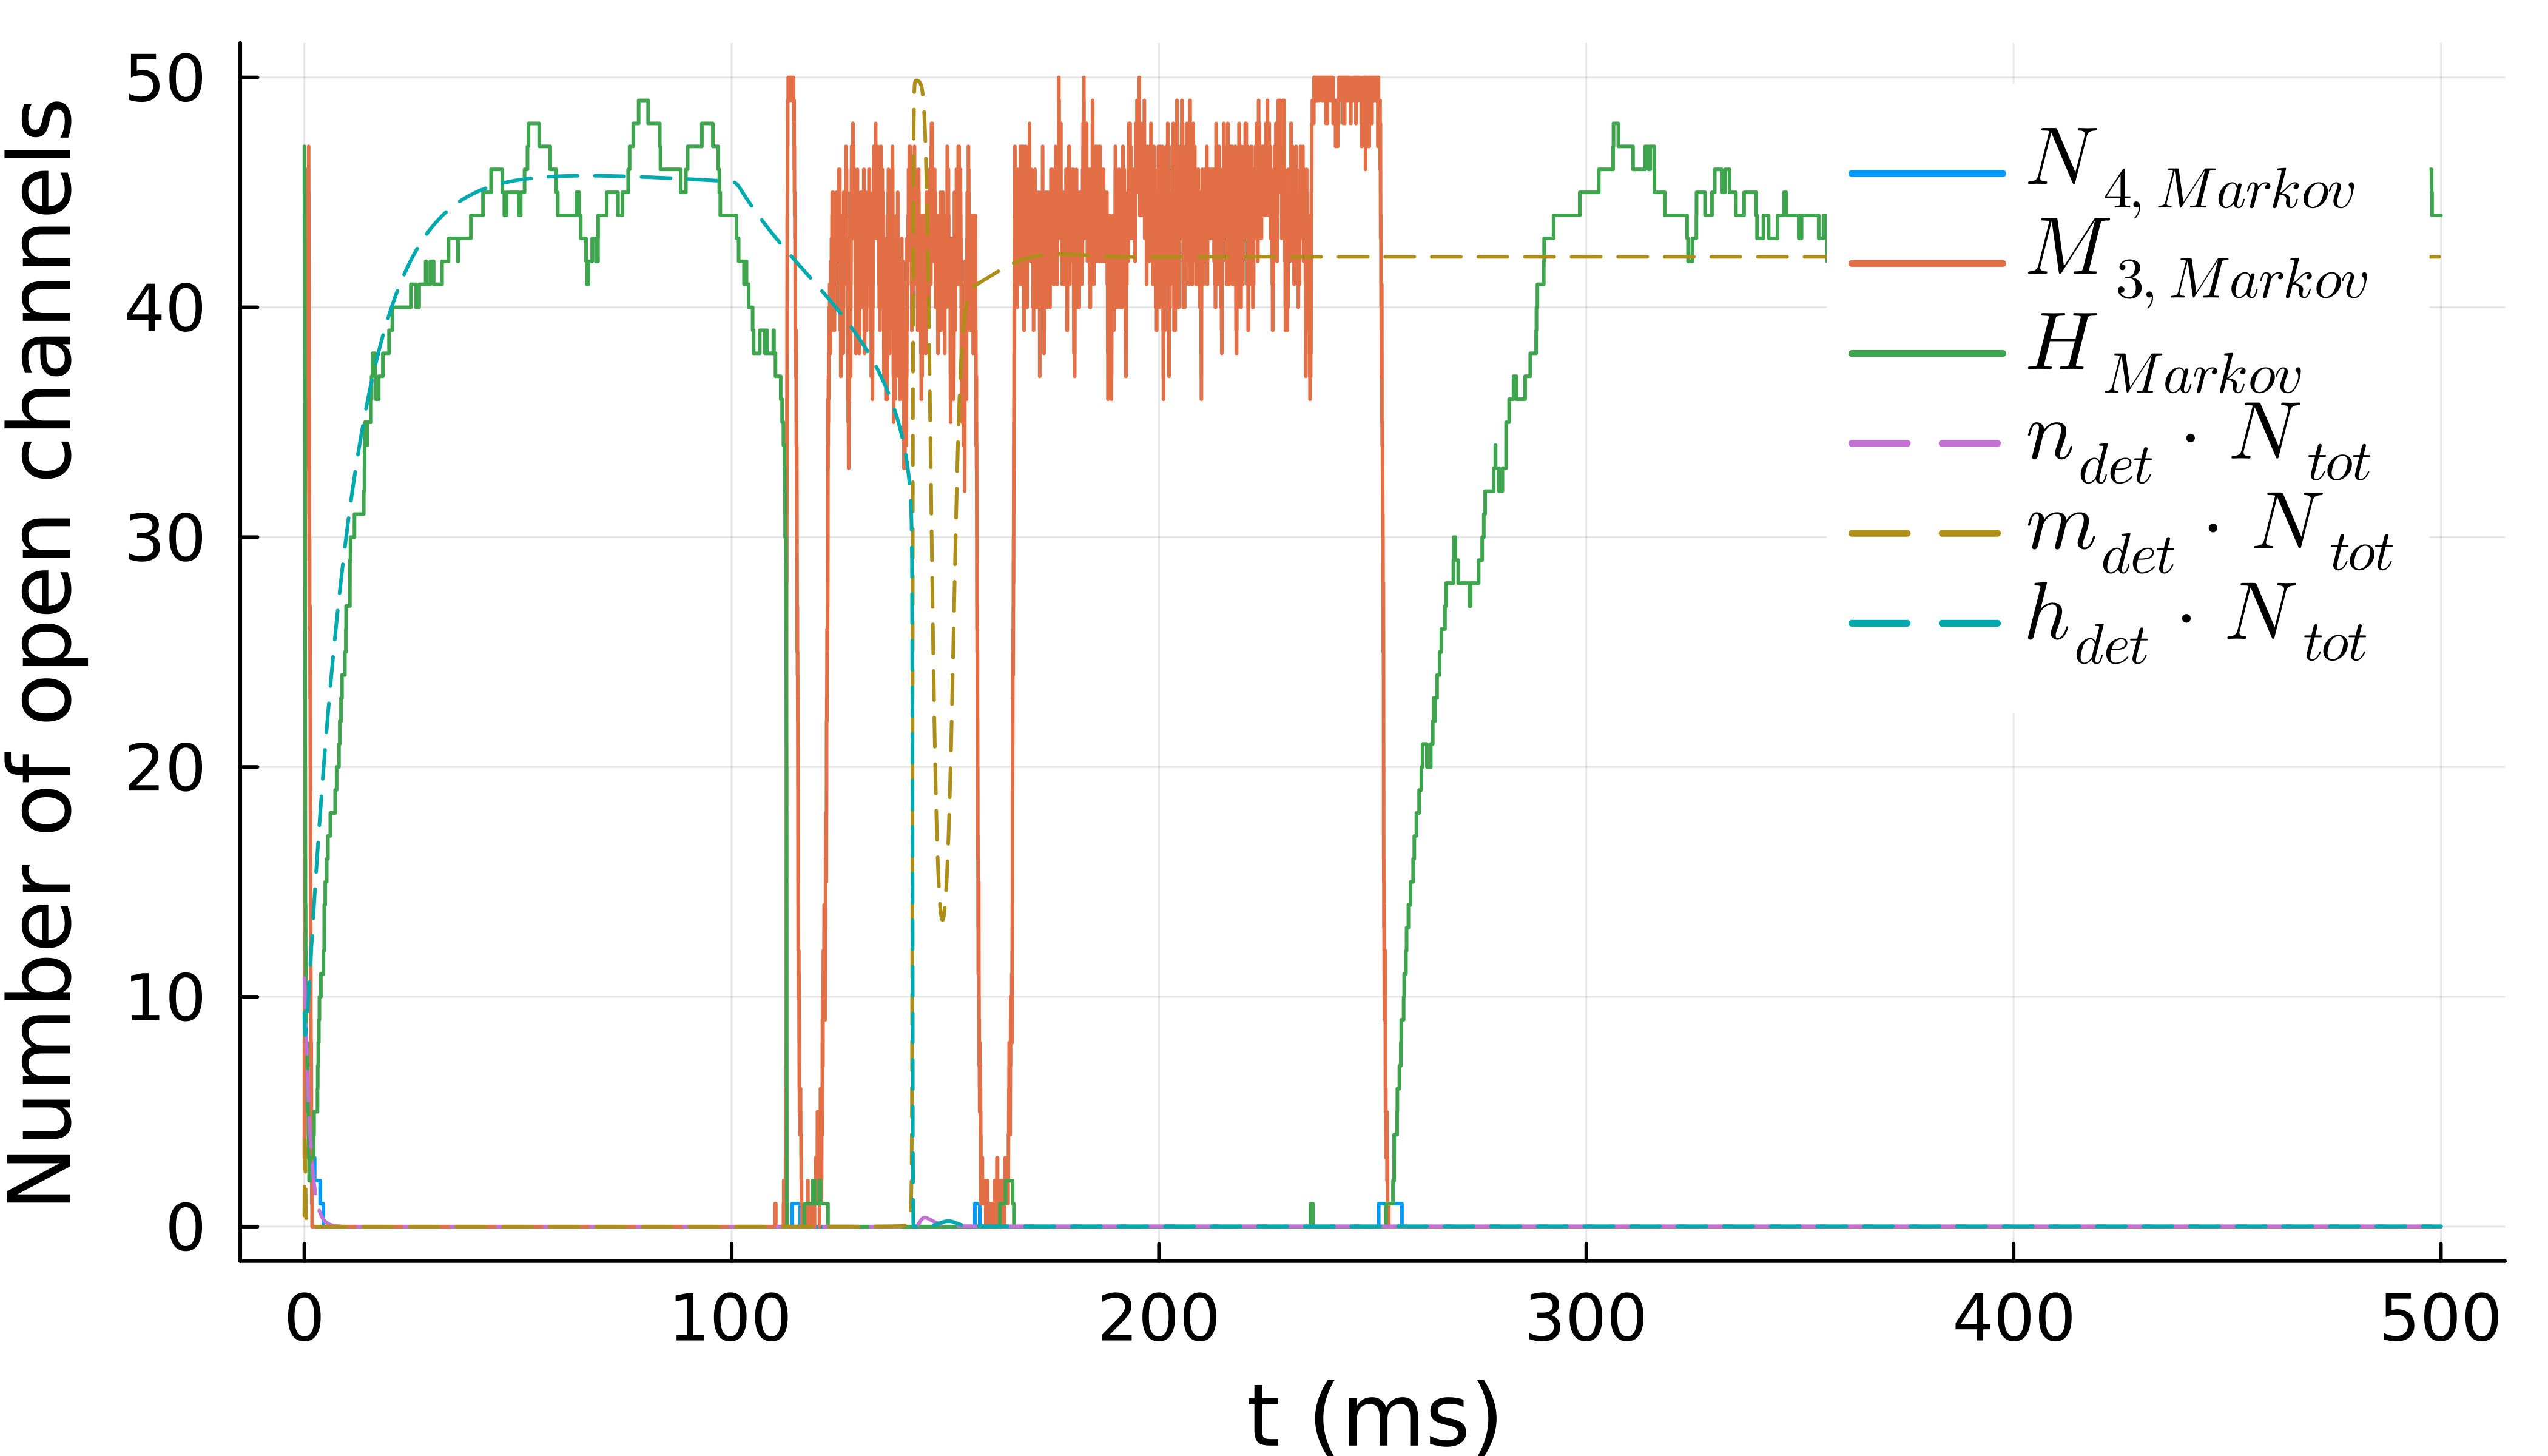 Number of open channels
50
40
30
20
10
0
0 100 200 300 400 500
t (ms)
N4, Markov
M3, Markov
HMarkov
ndet · Ntot
mdet · Ntot
hdet · Ntot